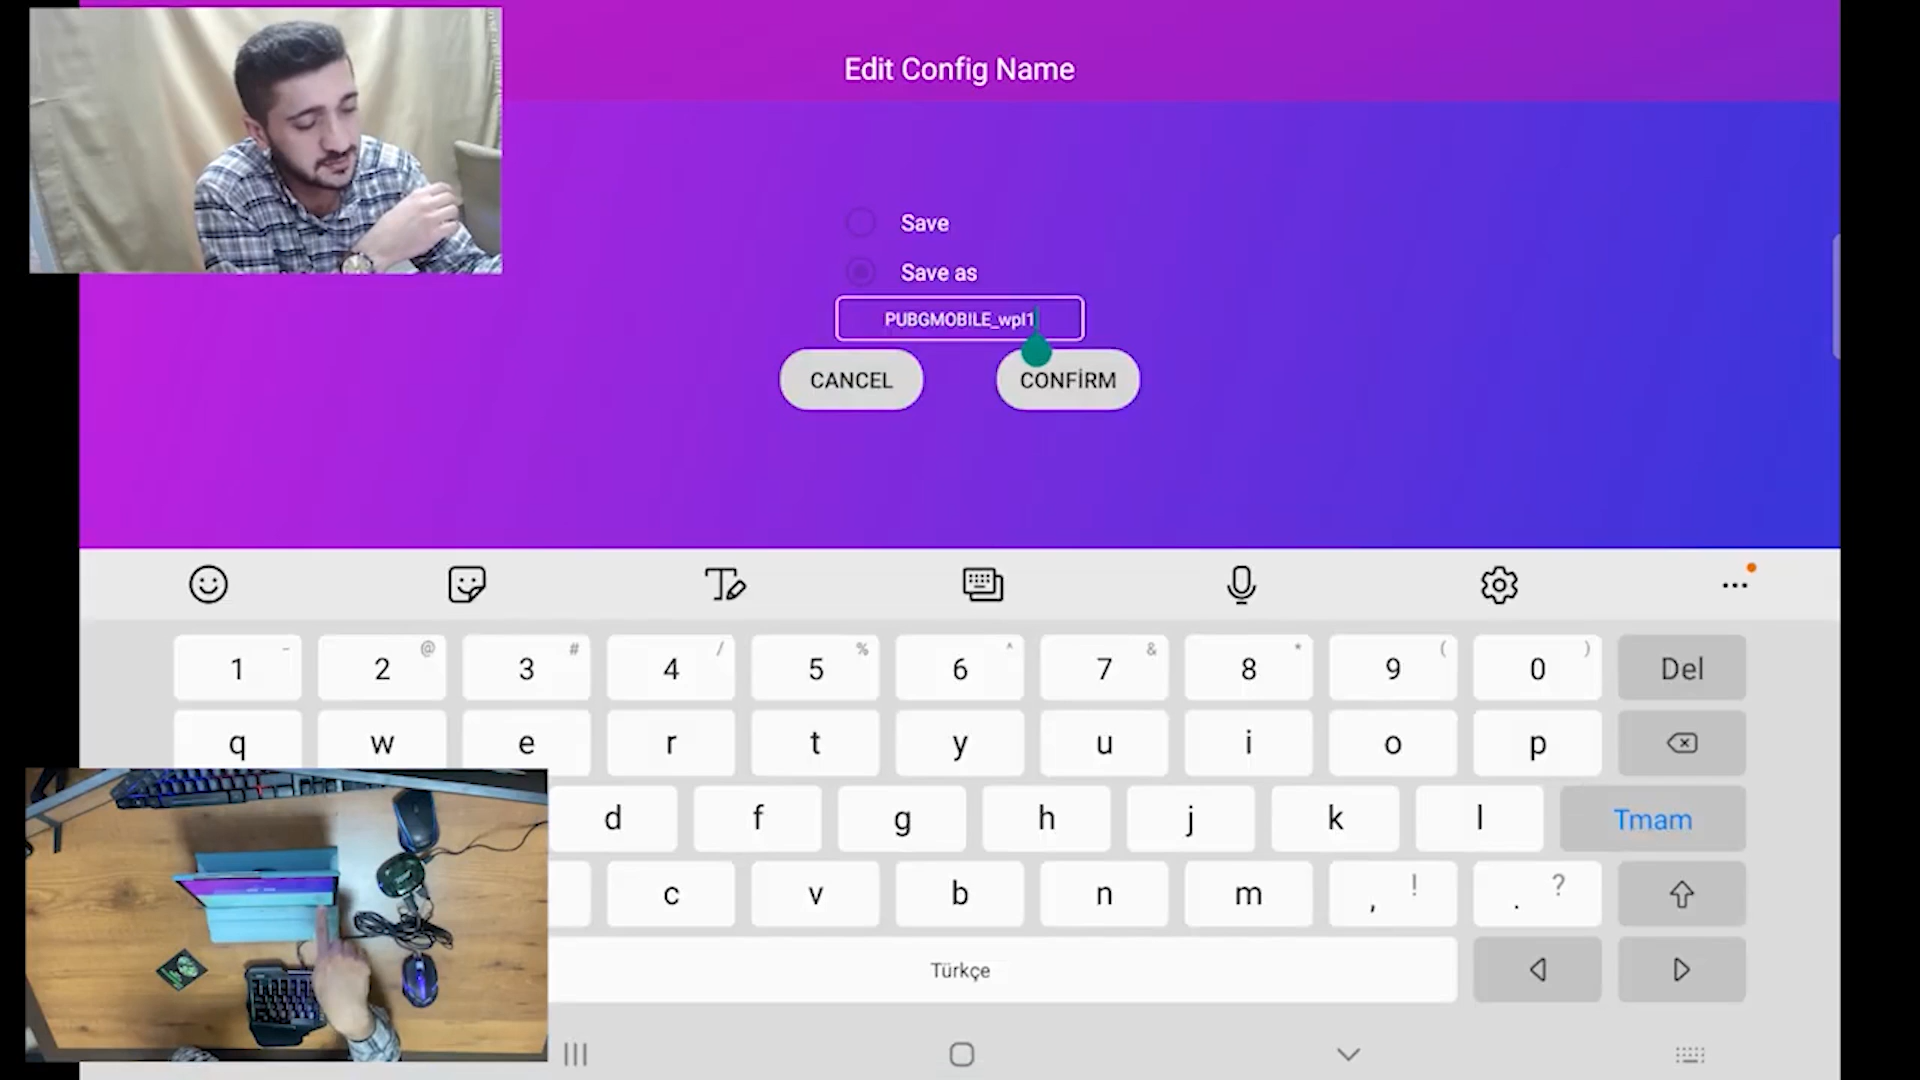 Edit Config Name
Save
Save as
PUBGMOBILE_wpl1
CANCEL CONFİRM
1 - 2 @ 3 # 4 / 5 % 6 ^ 7 & 8 * 9 ( 0 ) Del
q w e r t y u i o p
d f g h j k l Tmam
c v b n m , ! . ?
Türkçe